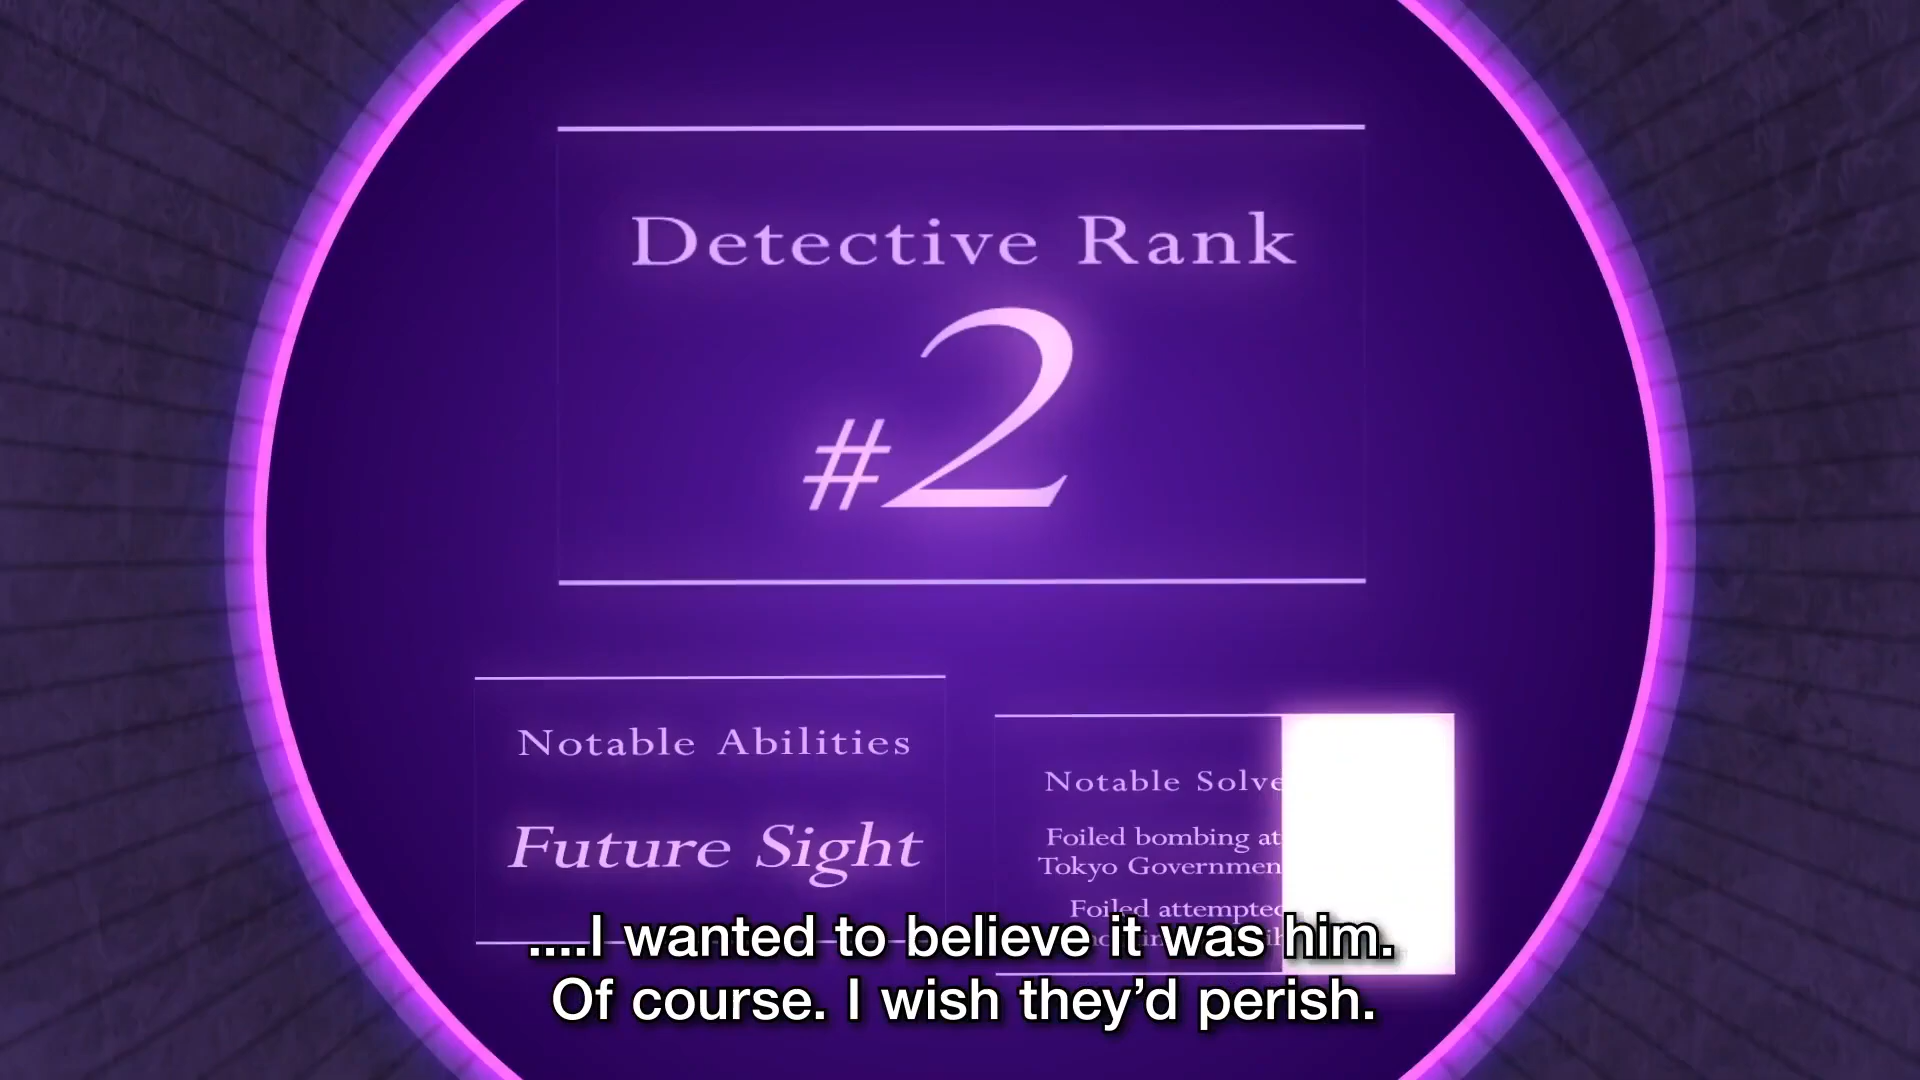 Detective Rank
#2
Notable Abilities
Future Sight
Notable Solve
Foiled bombing at
Tokyo Governmen
Foiled attempted
....I wanted to believe it was him.
Of course. I wish they’d perish.